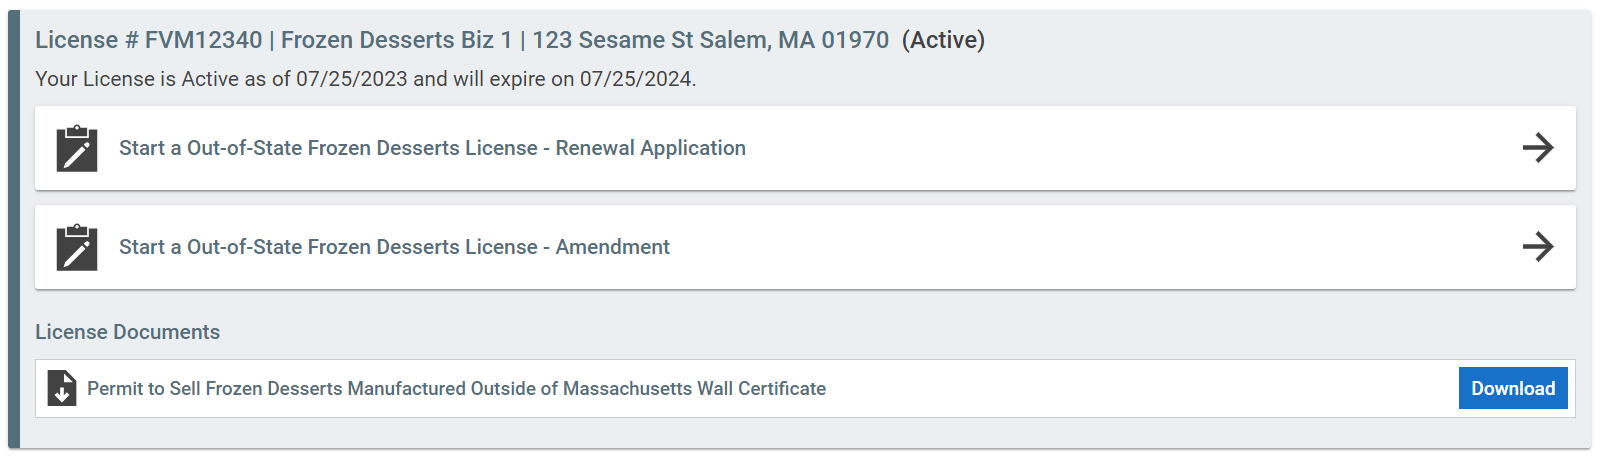 License # FVM12340 | Frozen Desserts Biz 1 | 123 Sesame St Salem, MA 01970 (Active)
Your License is Active as of 07/25/2023 and will expire on 07/25/2024.
Start a Out-of-State Frozen Desserts License - Renewal Application
Start a Out-of-State Frozen Desserts License - Amendment
License Documents
Permit to Sell Frozen Desserts Manufactured Outside of Massachusetts Wall Certificate Download